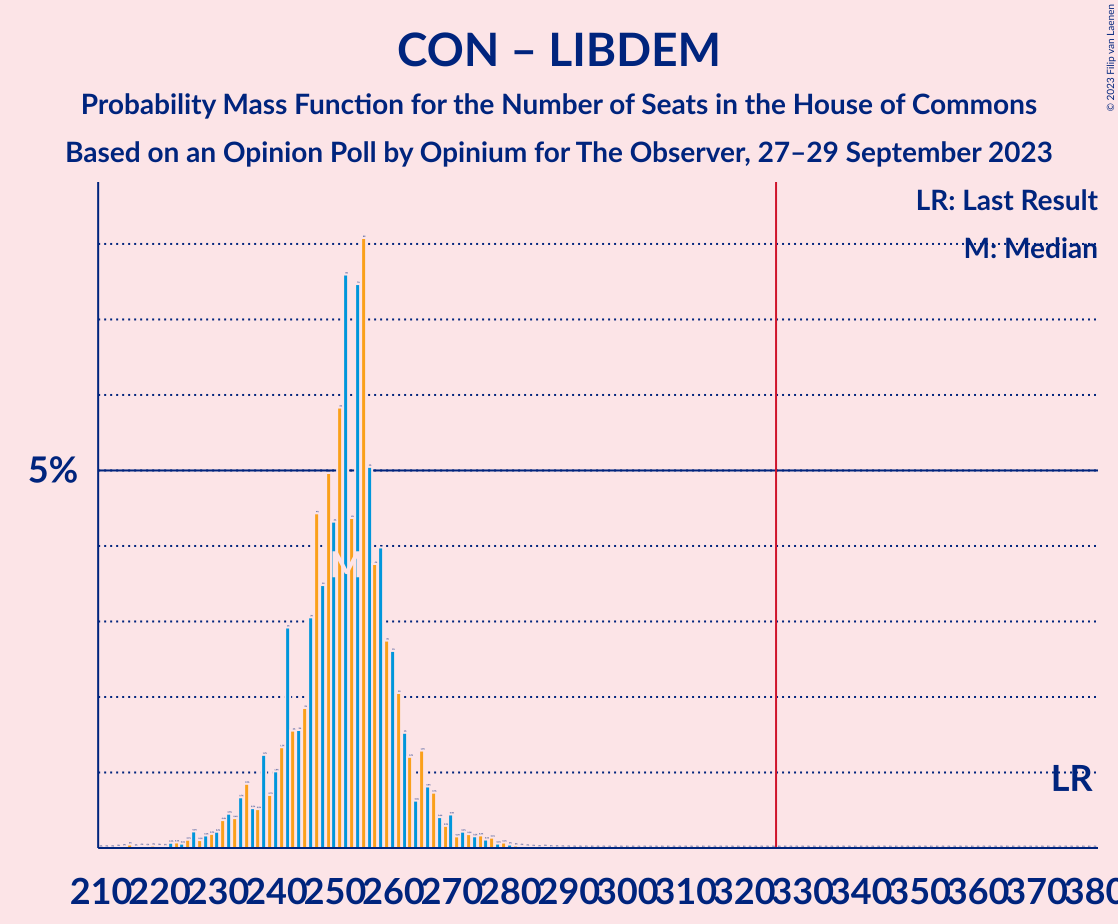 CON – LIBDEM
Probability Mass Function for the Number of Seats in the House of Commons
Based on an Opinion Poll by Opinium for The Observer, 27–29 September 2023
© 2023 Filip van Laenen
LR: Last Result
M: Median
5%
M
LR
210 220 230 240 250 260 270 280 290 300 310 320 330 340 350 360 370 380